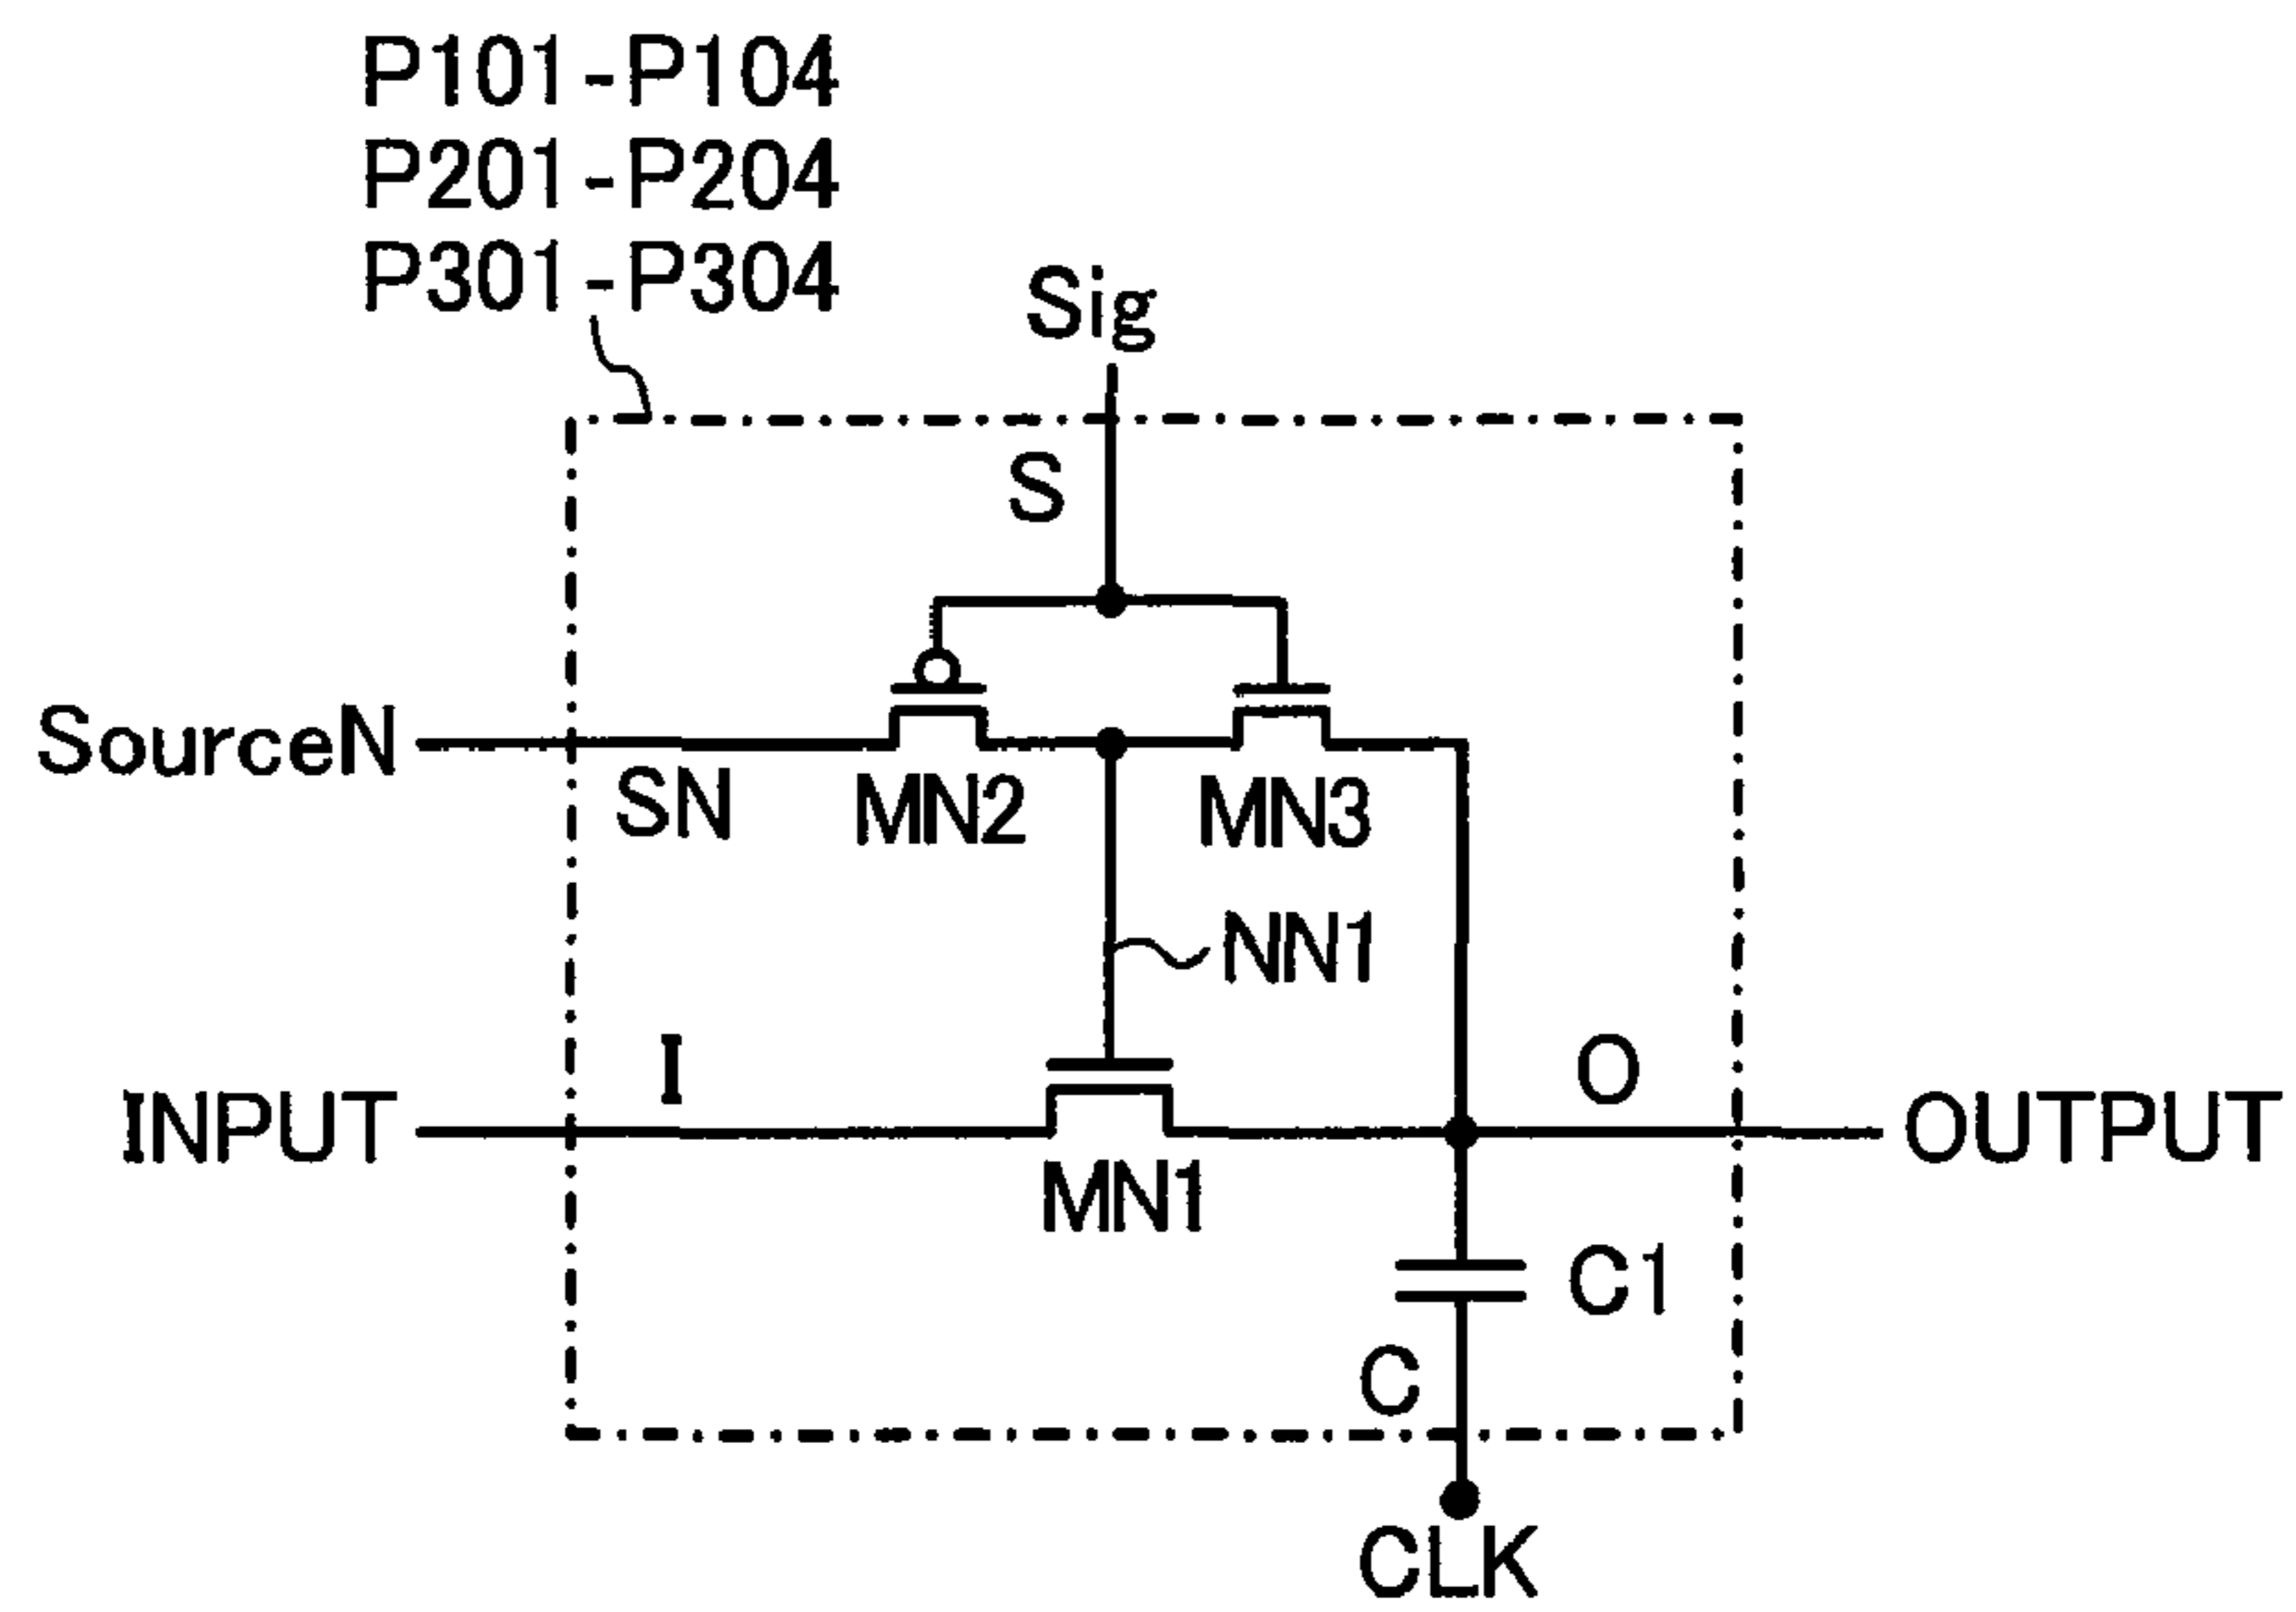 P101-P104
P201-P204
P301-P304
Sig
S
SourceN
SN
MN2
MN3
NN1
INPUT
I
MN1
O
OUTPUT
C1
C
CLK